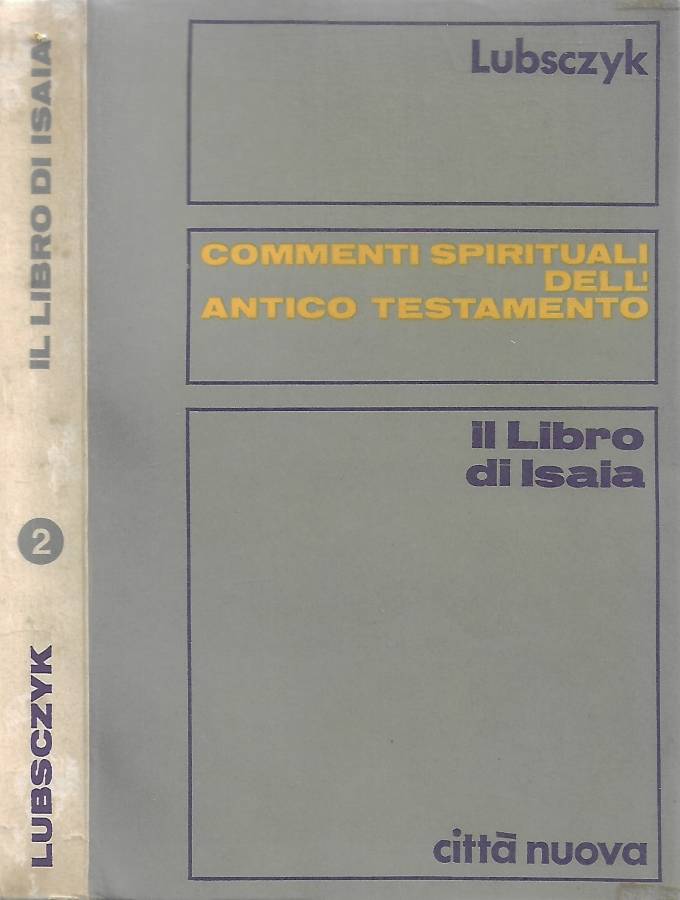 IL LIBRO DI ISAIA
2
LUBSCZYK
Lubsczyk
COMMENTI SPIRITUALI
DELL'
ANTICO TESTAMENTO
il Libro
di Isaia
città nuova